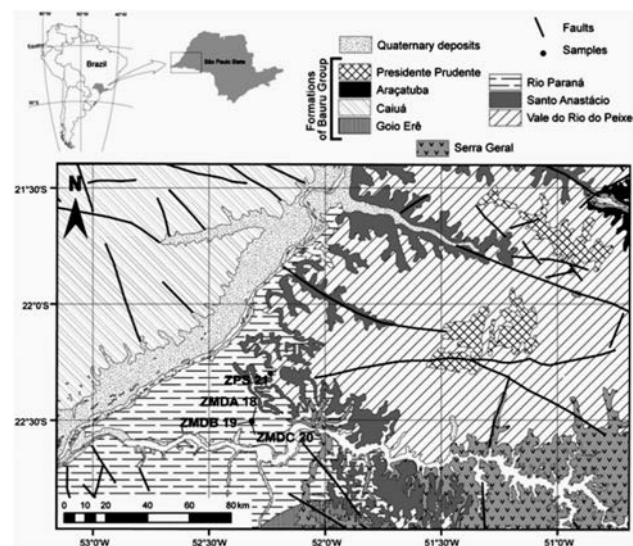 60°W
40°W
Brazil
São Paulo State
Quaternary deposits
Formations
of Bauru Group
Presidente Prudente
Araçatuba
Caiuá
Goio Erê
Faults
Samples
Rio Paraná
Santo Anastácio
Vale do Rio do Peixe
Serra Geral
N
21°30'S
22°0'S
22°30'S
ZPS 21
ZMDA 18
ZMDB 19
ZMDC 20
0 10 20 40 60 80 km
53°0'W
52°30'W
52°0'W
51°30'W
51°0'W